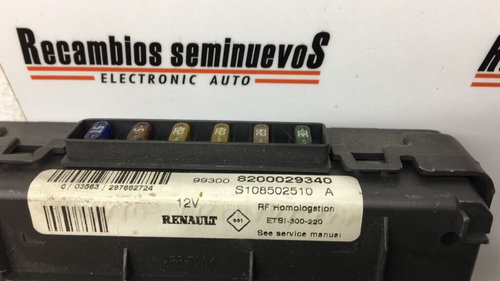 Recambios seminuevos
ELECTRONIC AUTO
99300 8200029340
0/ 03563 / 297652724
S108502510 A
12V
RF Homologation
RENAULT
ETSI-300-220
See service manual